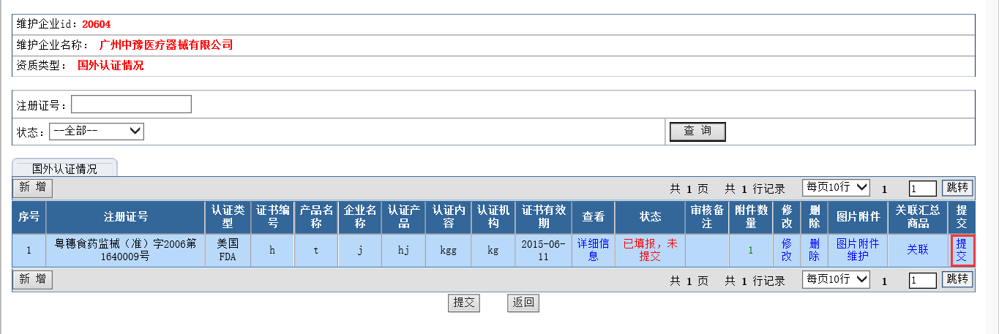 维护企业id：20604
维护企业名称： 广州中豫医疗器械有限公司
资质类型： 国外认证情况
注册证号：
状态： --全部--
查 询
国外认证情况
新 增 共 1 页 共 1 行记录 每页10行 1 1 跳转
序号 注册证号 认证类型 证书编号 产品名称 企业名称 认证产品 认证内容 认证机构 证书有效期 查看 状态 审核备注 附件数量 修改 删除 图片附件 关联汇总商品 提交
1 粤穗食药监械（准）字2006第1640009号 美国FDA h t j hj kgg kg 2015-06-11 详细信息 已填报，未提交 1 修改 删除 图片附件维护 关联 提交
新 增 共 1 页 共 1 行记录 每页10行 1 1 跳转
提交 返回